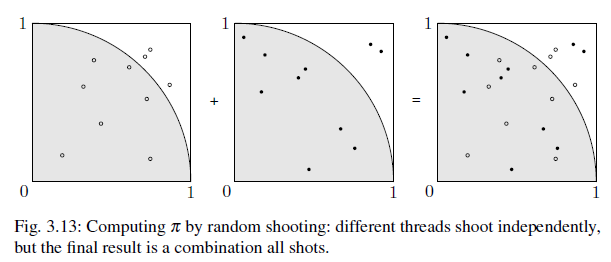 1 1 1
+ =
0 1 0 1 0 1
Fig. 3.13: Computing π by random shooting: different threads shoot independently,
but the final result is a combination all shots.